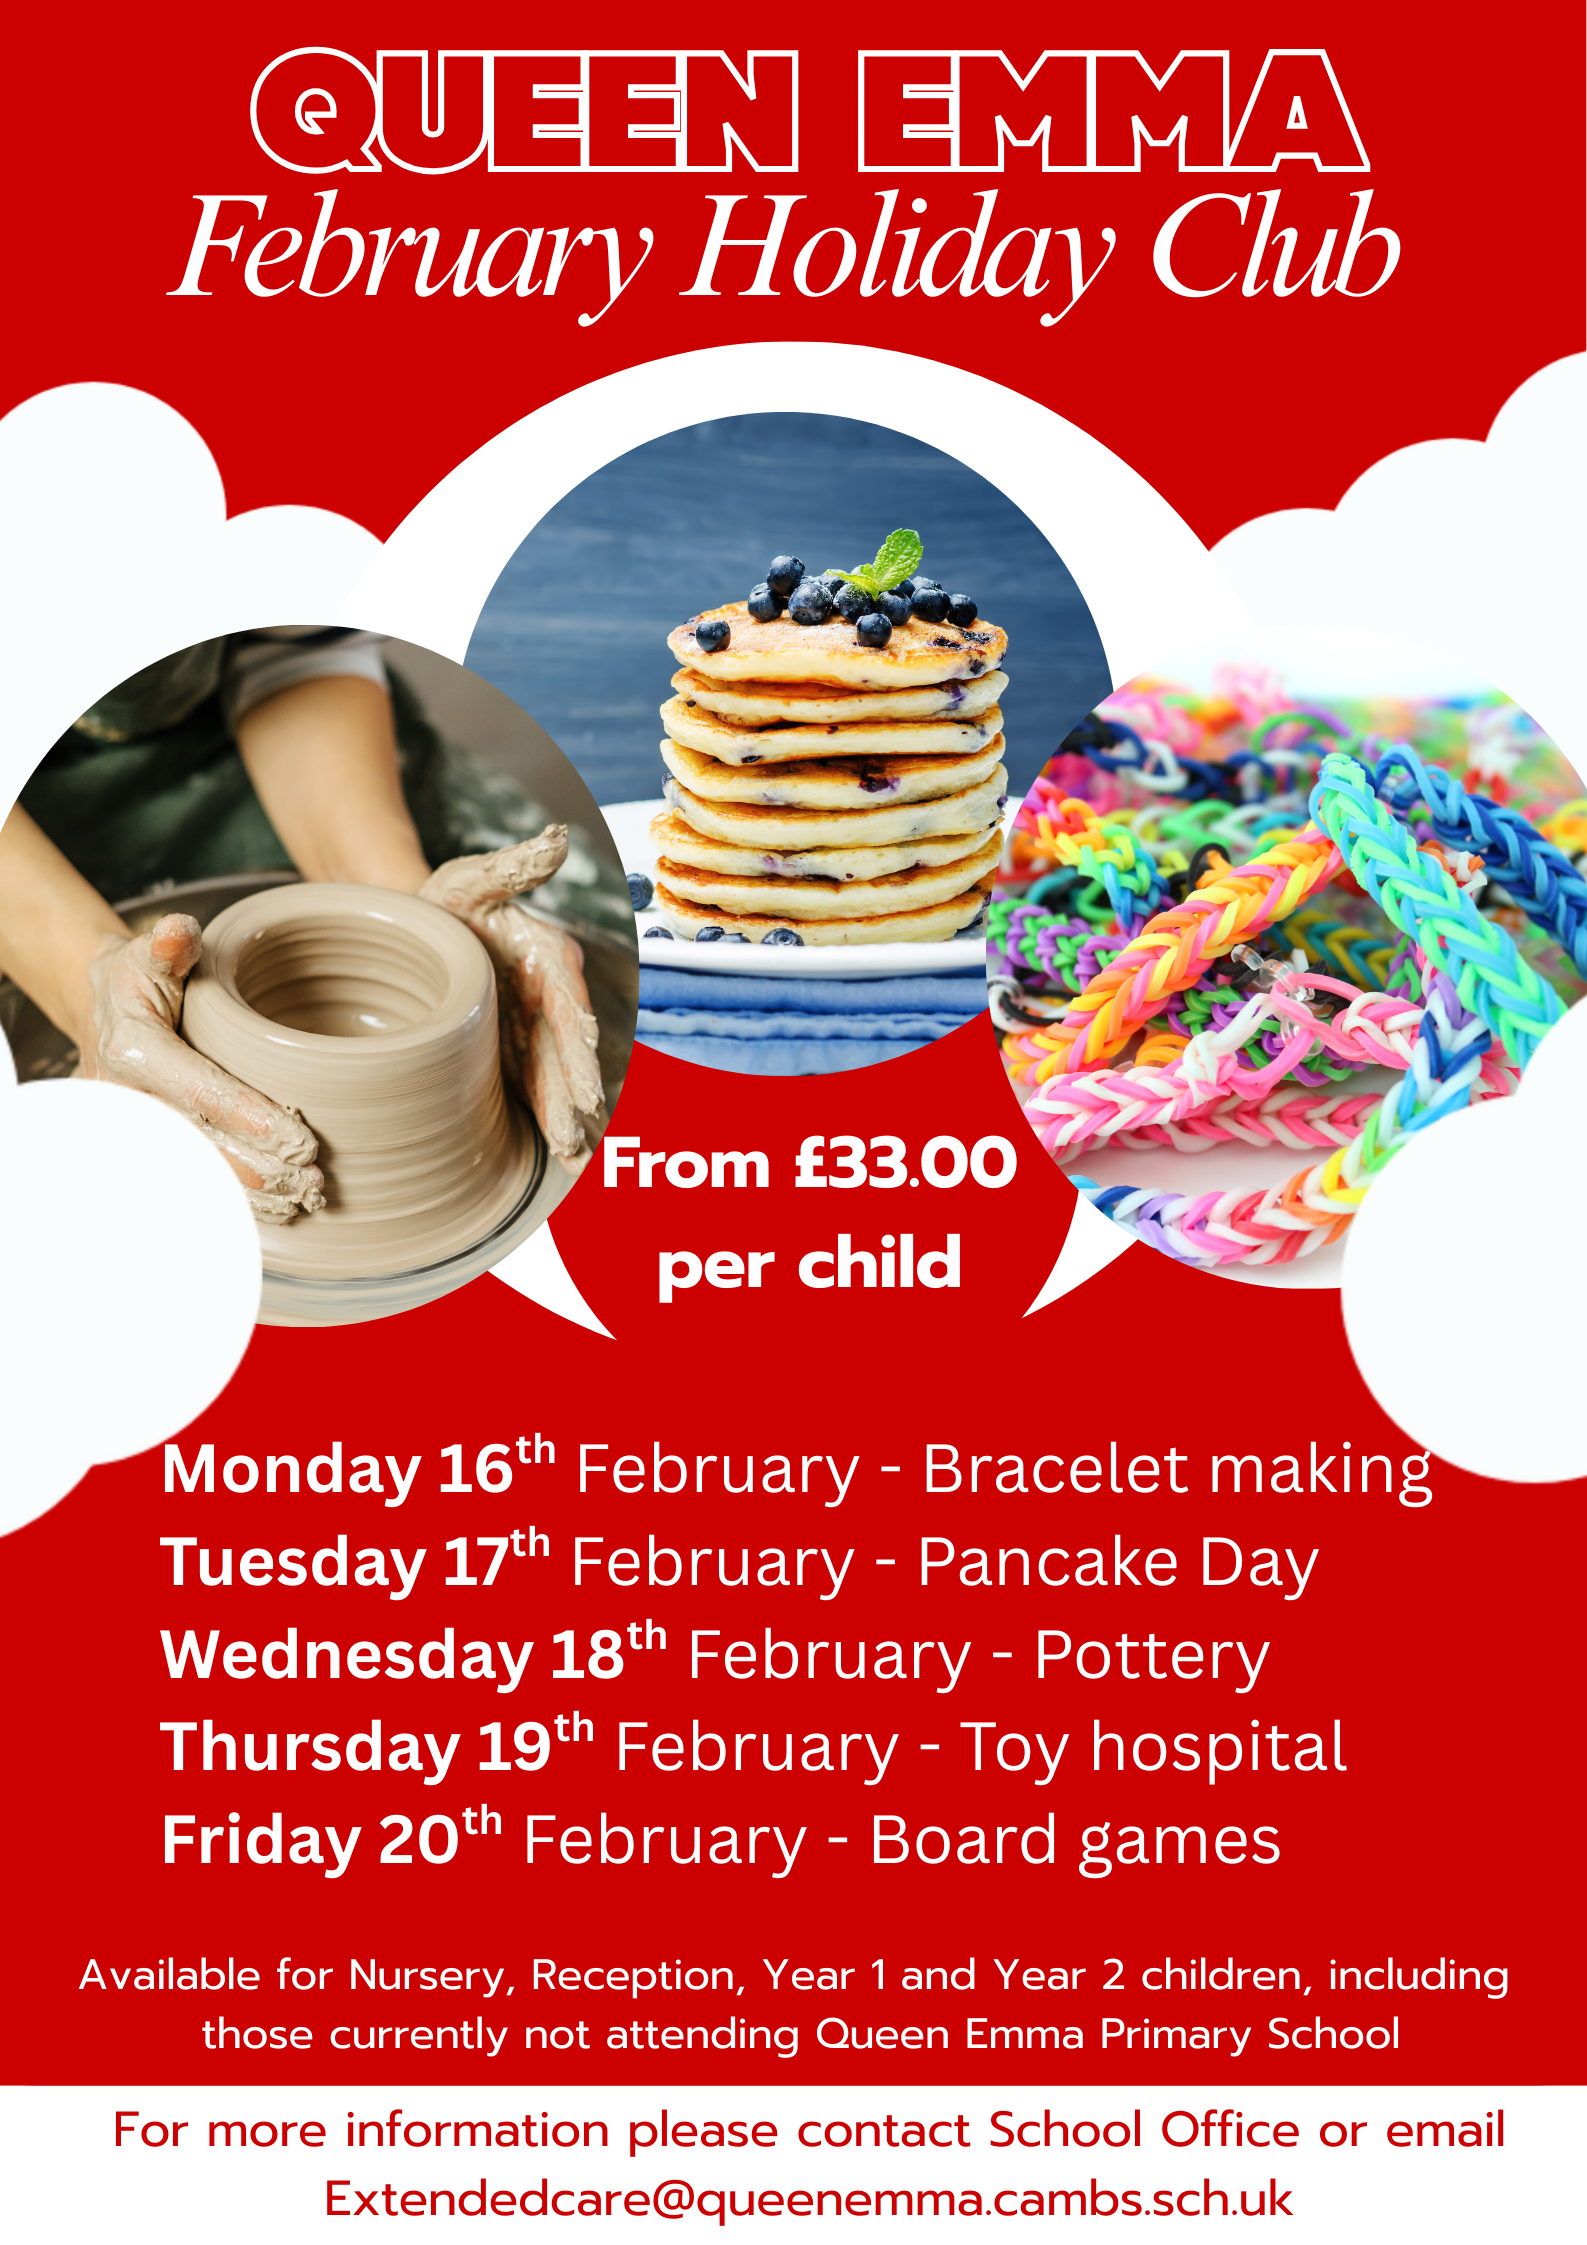 QUEEN EMMA
February Holiday Club
From £33.00
per child
Monday 16th February - Bracelet making
Tuesday 17th February - Pancake Day
Wednesday 18th February - Pottery
Thursday 19th February - Toy hospital
Friday 20th February - Board games
Available for Nursery, Reception, Year 1 and Year 2 children, including
those currently not attending Queen Emma Primary School
For more information please contact School Office or email
Extendedcare@queenemma.cambs.sch.uk